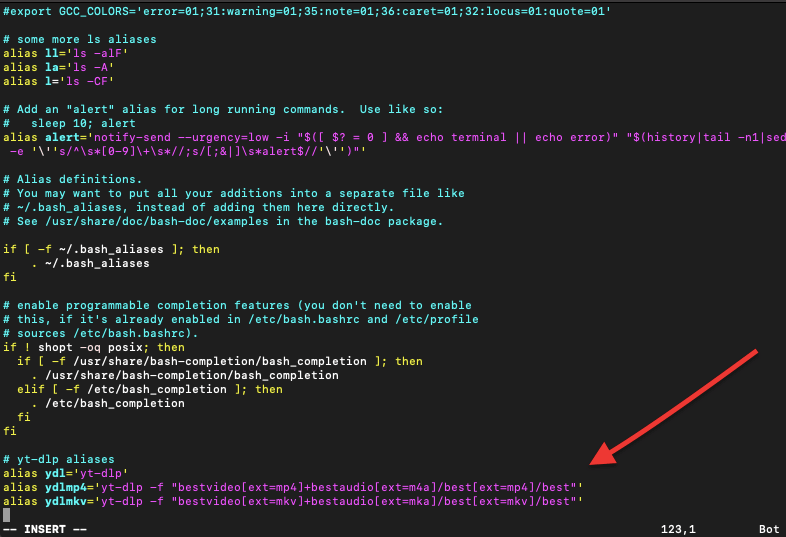 #export GCC_COLORS='error=01;31:warning=01;35:note=01;36:caret=01;32:locus=01:quote=01'

# some more ls aliases
alias ll='ls -alF'
alias la='ls -A'
alias l='ls -CF'

# Add an "alert" alias for long running commands.  Use like so:
#   sleep 10; alert
alias alert='notify-send --urgency=low -i "$([ $? = 0 ] && echo terminal || echo error)" "$(history|tail -n1|sed
 -e '\''s/^\s*[0-9]\+\s*//;s/[;&|]\s*alert$//'\'')"'

# Alias definitions.
# You may want to put all your additions into a separate file like
# ~/.bash_aliases, instead of adding them here directly.
# See /usr/share/doc/bash-doc/examples in the bash-doc package.

if [ -f ~/.bash_aliases ]; then
    . ~/.bash_aliases
fi

# enable programmable completion features (you don't need to enable
# this, if it's already enabled in /etc/bash.bashrc and /etc/profile
# sources /etc/bash.bashrc).
if ! shopt -oq posix; then
  if [ -f /usr/share/bash-completion/bash_completion ]; then
    . /usr/share/bash-completion/bash_completion
  elif [ -f /etc/bash_completion ]; then
    . /etc/bash_completion
  fi
fi

# yt-dlp aliases
alias ydl='yt-dlp'
alias ydlmp4='yt-dlp -f "bestvideo[ext=mp4]+bestaudio[ext=m4a]/best[ext=mp4]/best"'
alias ydlmkv='yt-dlp -f "bestvideo[ext=mkv]+bestaudio[ext=mka]/best[ext=mkv]/best"'

-- INSERT -- 123,1 Bot